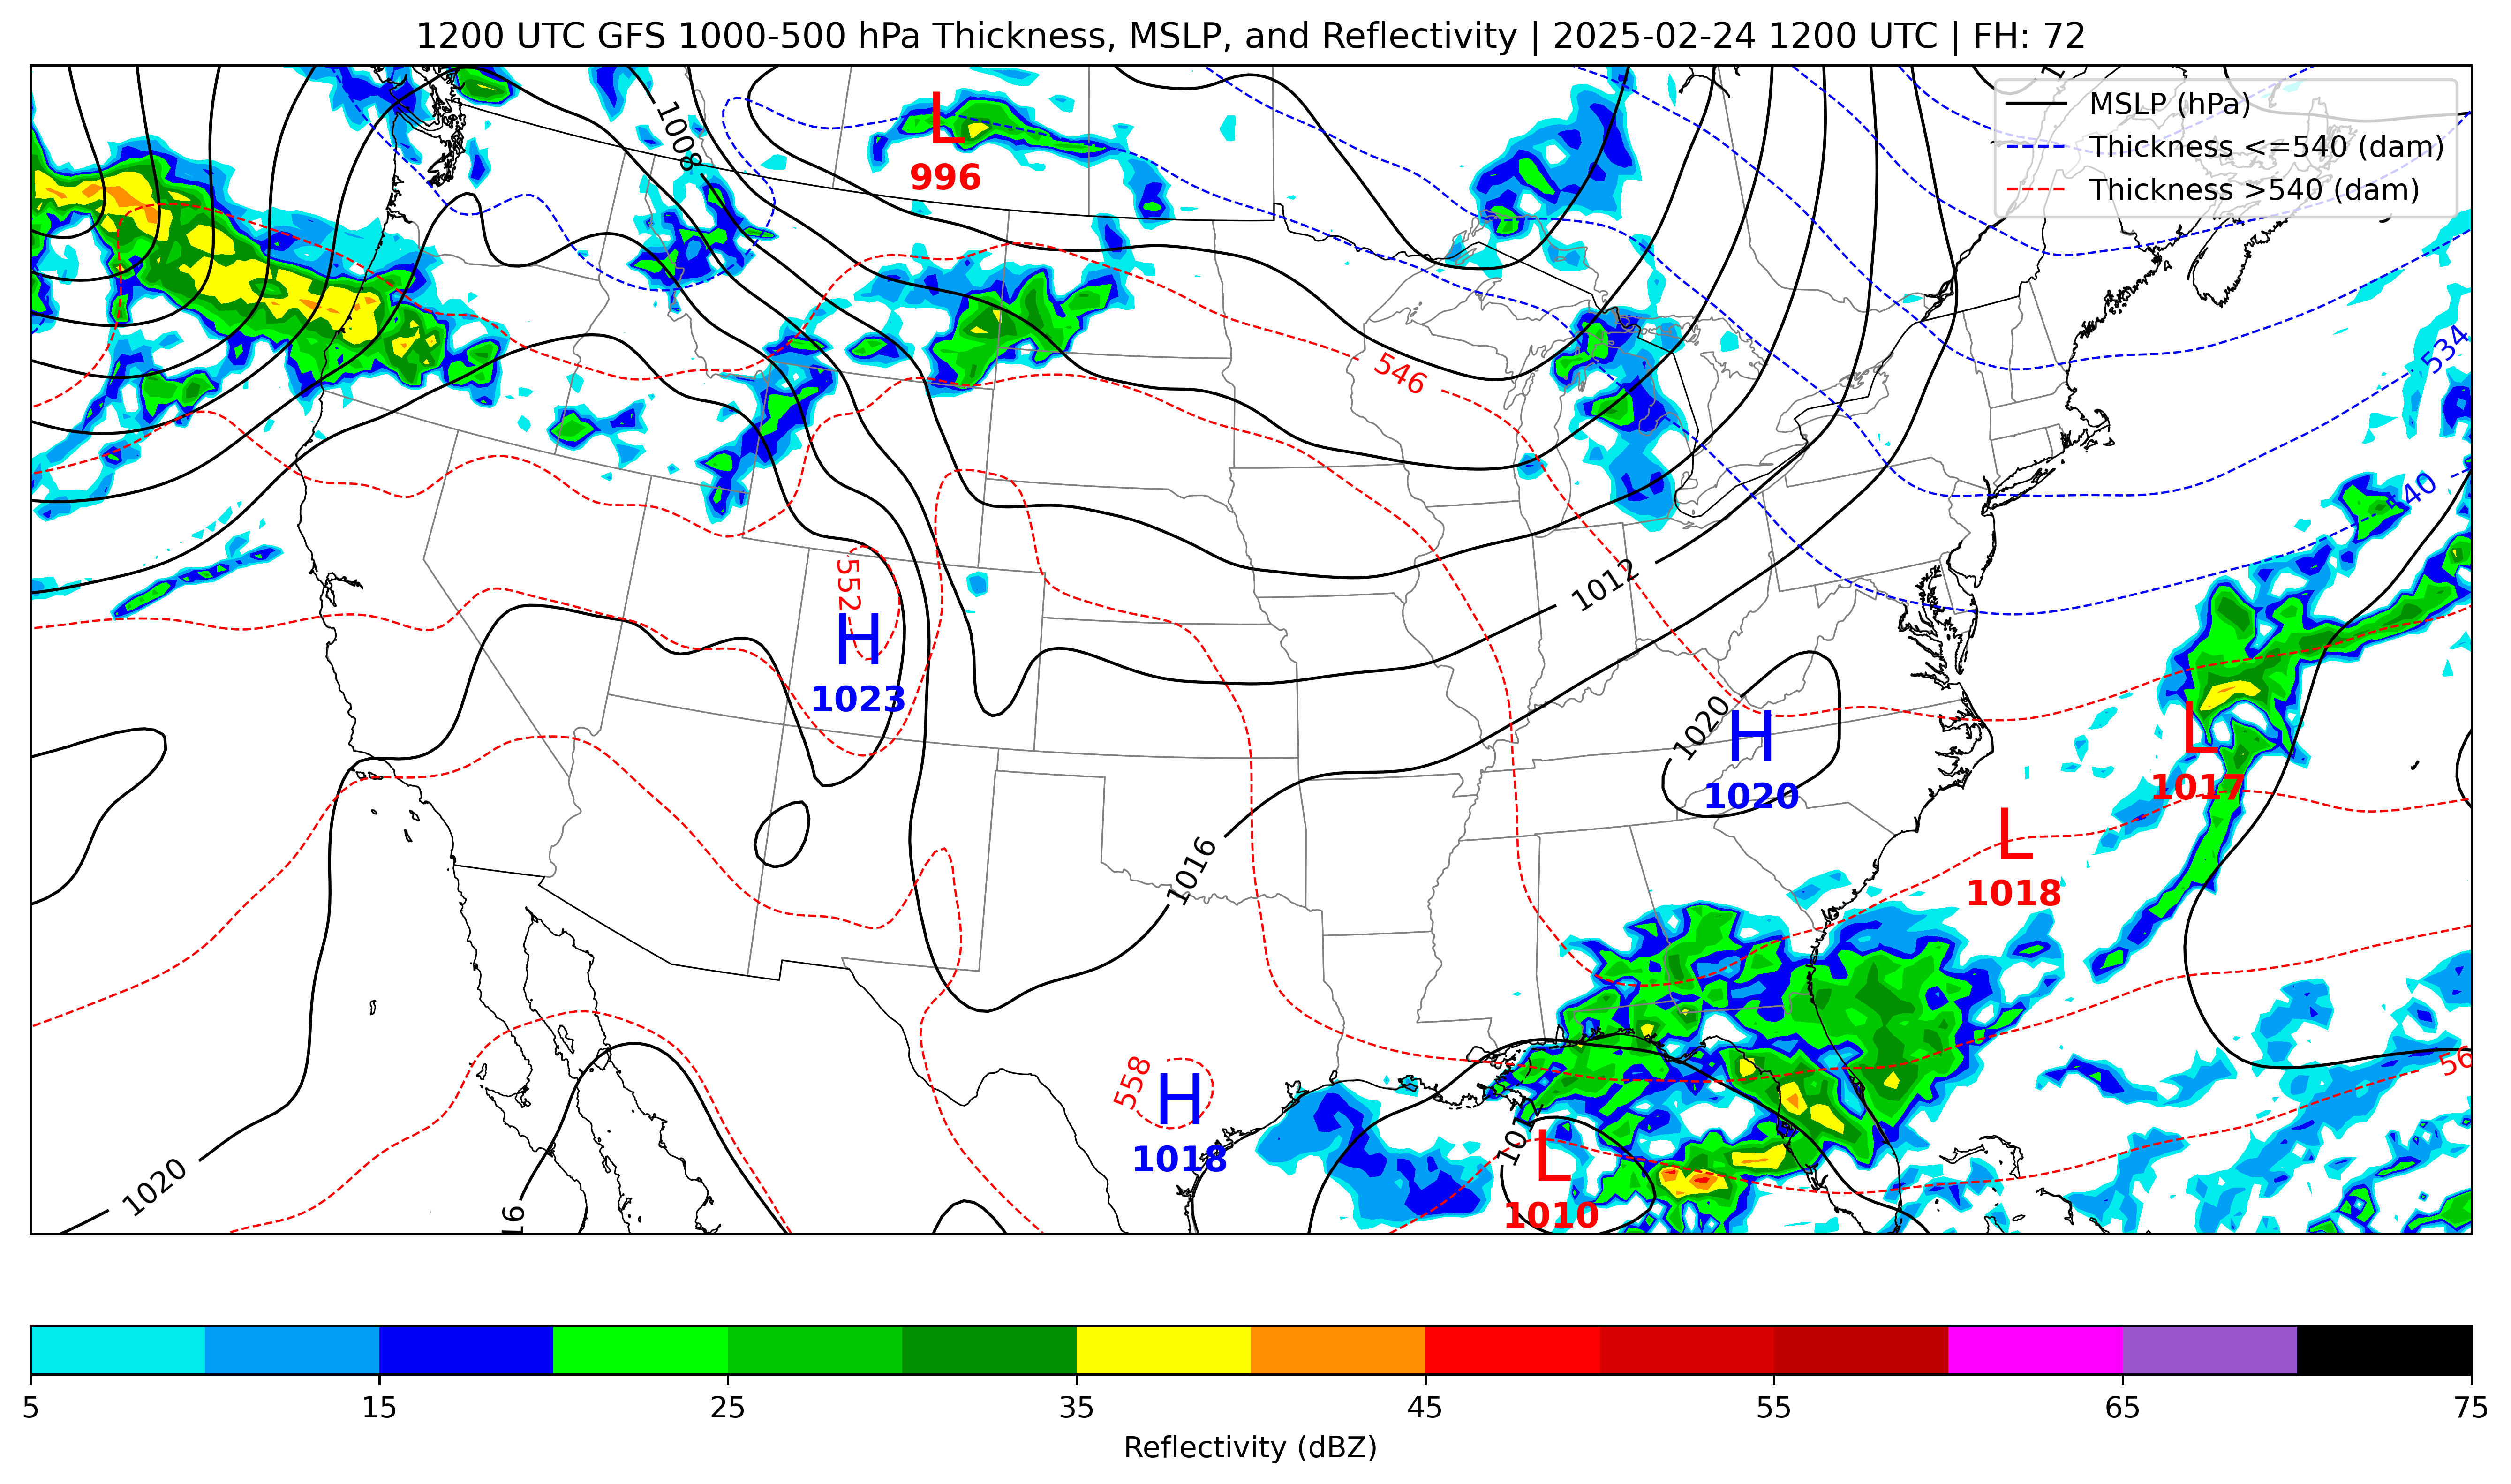 1200 UTC GFS 1000-500 hPa Thickness, MSLP, and Reflectivity | 2025-02-24 1200 UTC | FH: 72
MSLP (hPa)
Thickness <=540 (dam)
Thickness >540 (dam)
1008
L
996
534
546
540
552
H
1023
1012
1020
H
1020
L
1017
L
1018
1016
558
H
1018
L
1010
1020
16
56
5 15 25 35 45 55 65 75
Reflectivity (dBZ)